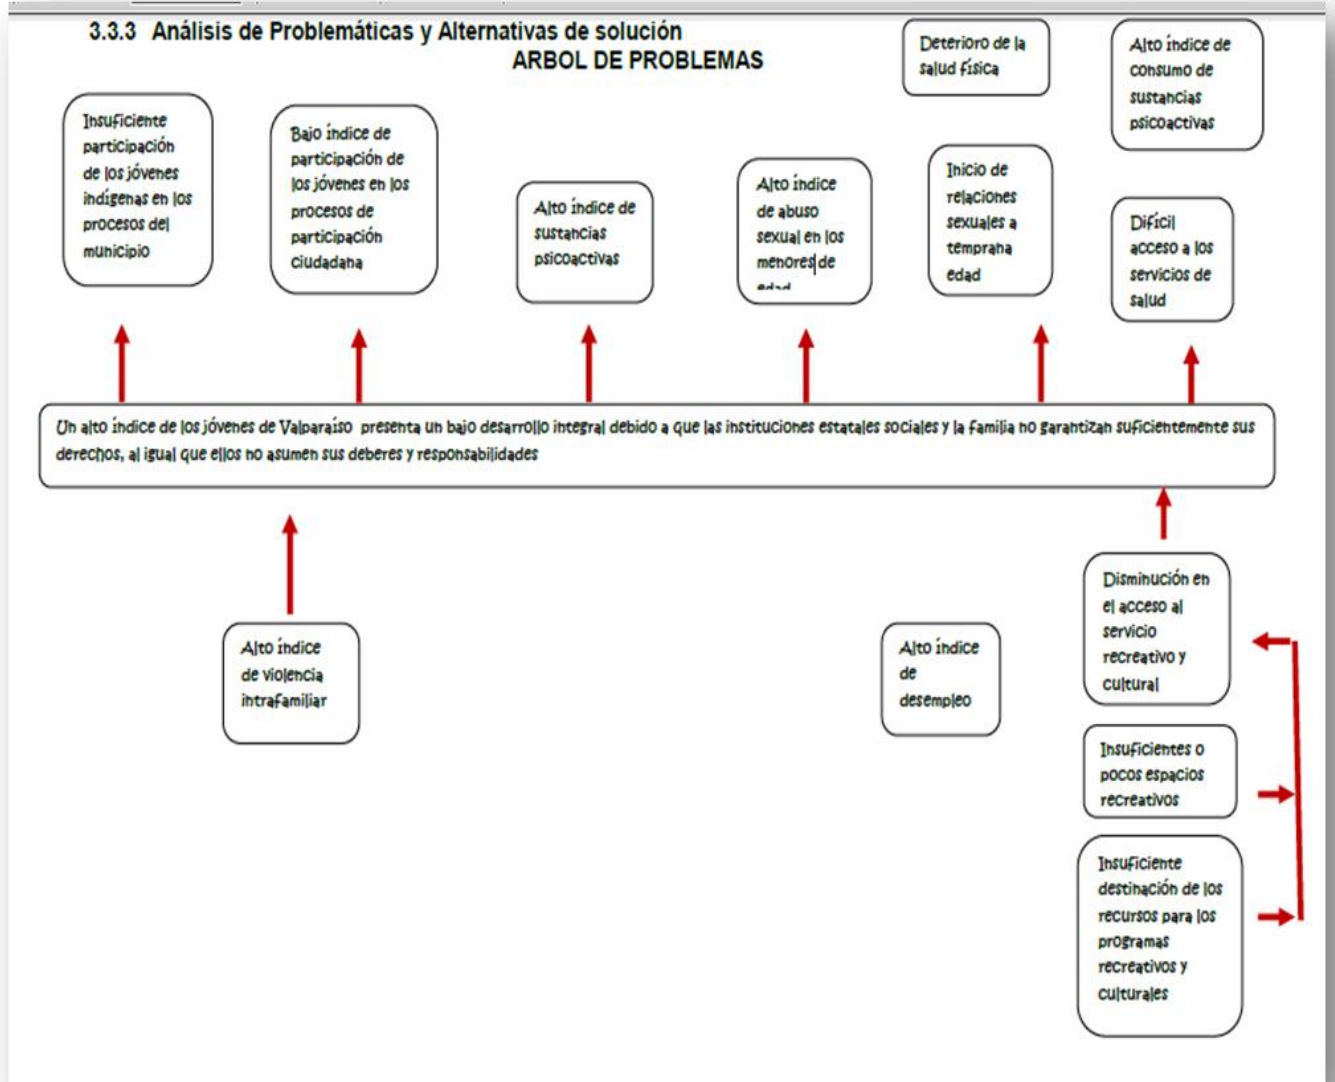 3.3.3 Análisis de Problemáticas y Alternativas de solución
ARBOL DE PROBLEMAS
Deterioro de la
salud física
Alto índice de
consumo de
sustancias
psicoactivas
Insuficiente
participación
de los jóvenes
indígenas en los
procesos del
municipio
Bajo índice de
participación de
los jóvenes en los
procesos de
participación
ciudadana
Alto índice de
sustancias
psicoactivas
Alto índice
de abuso
sexual en los
menores de
edad
Inicio de
relaciones
sexuales a
temprana
edad
Difícil
acceso a los
servicios de
salud
Un alto índice de los jóvenes de Valparaíso presenta un bajo desarrollo integral debido a que las instituciones estatales sociales y la familia no garantizan suficientemente sus
derechos, al igual que ellos no asumen sus deberes y responsabilidades
Alto índice
de violencia
intrafamiliar
Alto índice
de
desempleo
Disminución en
el acceso al
servicio
recreativo y
cultural
Insuficientes o
pocos espacios
recreativos
Insuficiente
destinación de los
recursos para los
programas
recreativos y
culturales